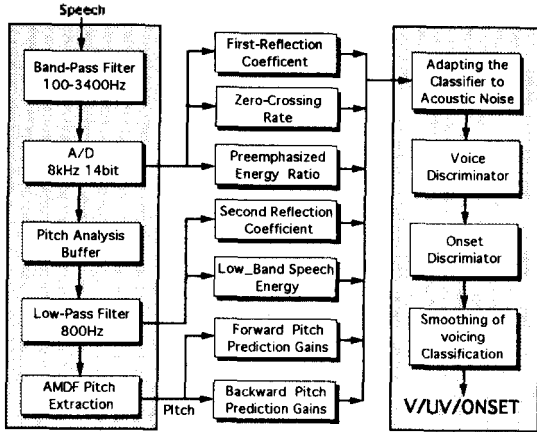 Speech
Band-Pass Filter
100-3400Hz
A/D
8kHz 14bit
Pitch Analysis
Buffer
Low-Pass Filter
800Hz
AMDF Pitch
Extraction
Pitch
First-Reflection
Coefficent
Zero-Crossing
Rate
Preemphasized
Energy Ratio
Second Reflection
Coefficient
Low_Band Speech
Energy
Forward Pitch
Prediction Gains
Backward Pitch
Prediction Gains
Adapting the
Classifier to
Acoustic Noise
Voice
Discriminator
Onset
Discrimiator
Smoothing of
voicing
Classification
V/UV/ONSET